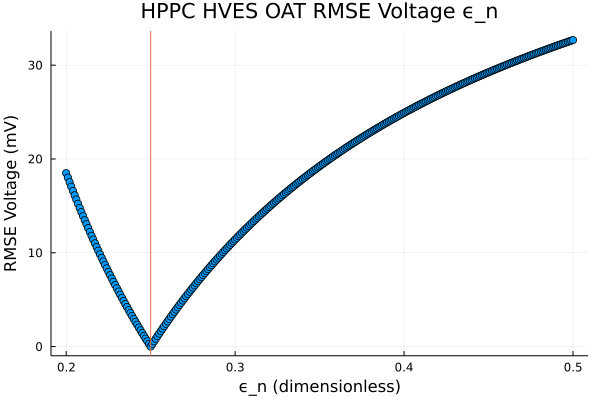 HPPC HVES OAT RMSE Voltage ϵ_n
RMSE Voltage (mV)
30
20
10
0
0.2
0.3
0.4
0.5
ϵ_n (dimensionless)